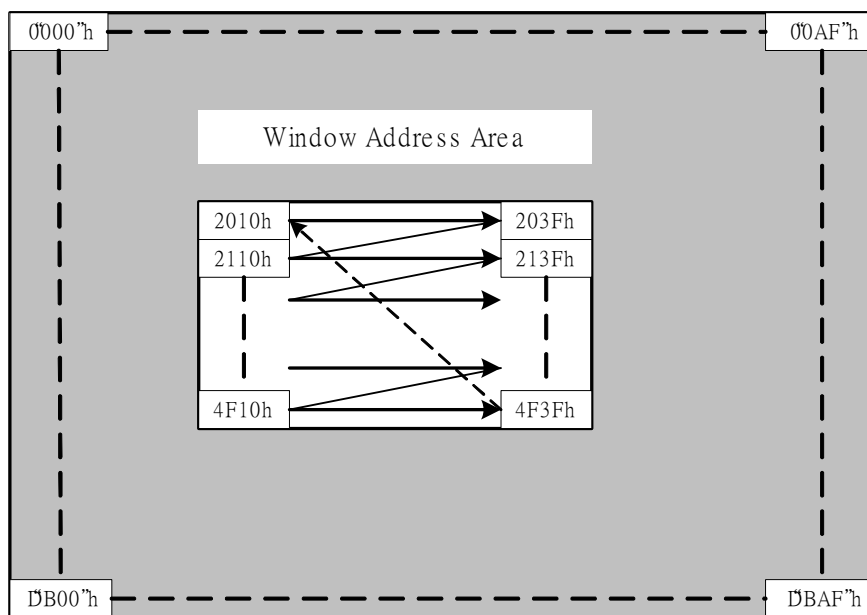 "0000"h
"00AF"h
Window Address Area
2010h
203Fh
2110h
213Fh
4F10h
4F3Fh
"DB00"h
"DBAF"h